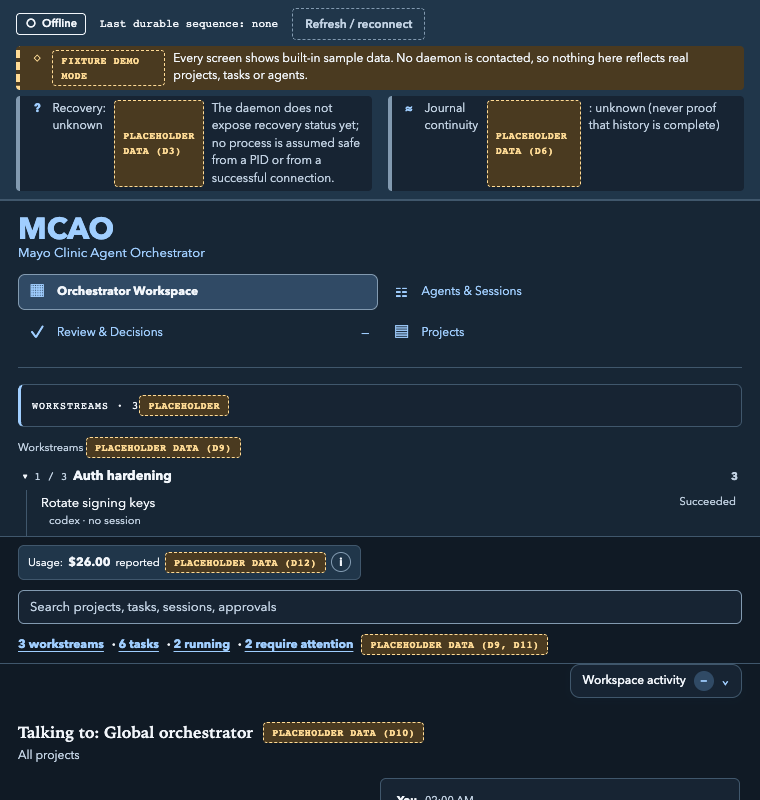 Offline Last durable sequence: none Refresh / reconnect
◇ FIXTURE DEMO MODE Every screen shows built-in sample data. No daemon is contacted, so nothing here reflects real
projects, tasks or agents.
? Recovery: unknown PLACEHOLDER DATA (D3) The daemon does not
expose recovery status yet;
no process is assumed safe
from a PID or from a
successful connection.
≈ Journal continuity PLACEHOLDER DATA (D6) : unknown (never proof
that history is complete)
MCAO
Mayo Clinic Agent Orchestrator
Orchestrator Workspace
Agents & Sessions
Review & Decisions –
Projects
WORKSTREAMS · 3 PLACEHOLDER
Workstreams PLACEHOLDER DATA (D9)
▾ 1 / 3 Auth hardening 3
Rotate signing keys Succeeded
codex · no session
Usage: $26.00 reported PLACEHOLDER DATA (D12) i
Search projects, tasks, sessions, approvals
3 workstreams · 6 tasks · 2 running · 2 require attention PLACEHOLDER DATA (D9, D11)
Workspace activity –
Talking to: Global orchestrator PLACEHOLDER DATA (D10)
All projects
You 02:00 AM